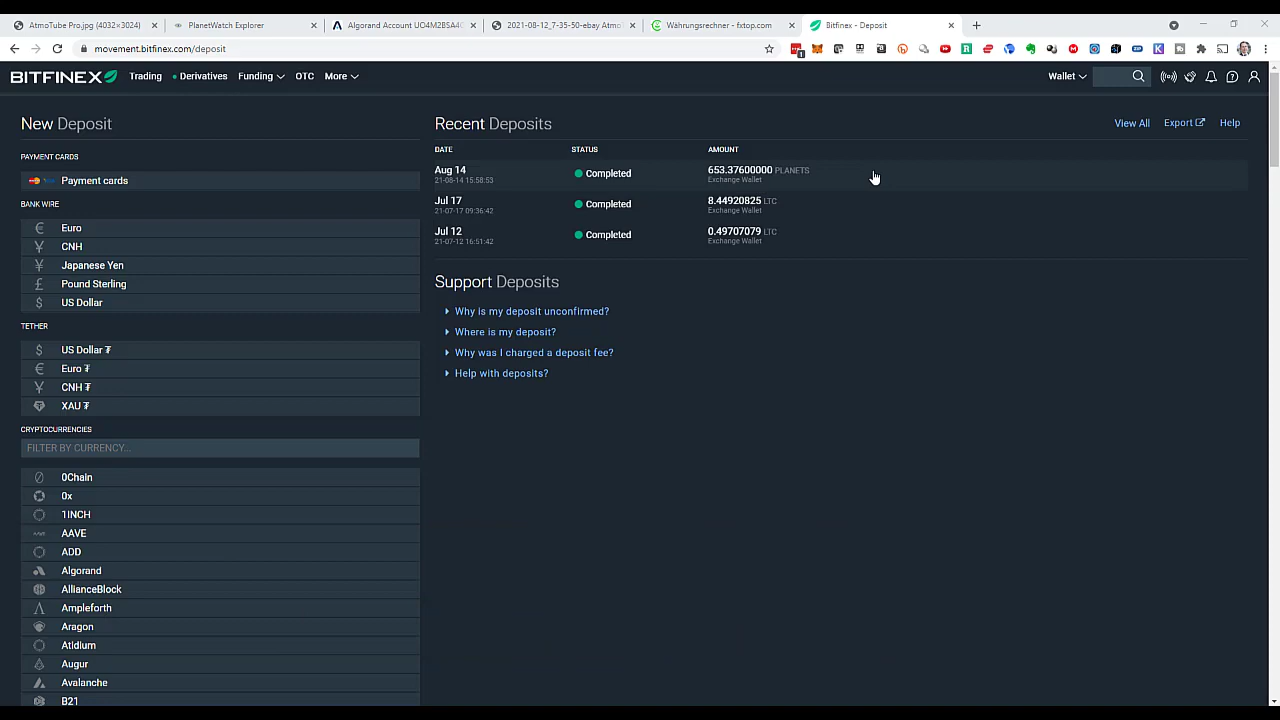 AtmoTube Pro.jpg (4032×3024)
PlanetWatch Explorer
Algorand Account UO4M2BSA4
2021-08-12_7-35-50-ebay Atmo
Währungsrechner - fxtop.com
Bitfinex - Deposit
movement.bitfinex.com/deposit
BITFINEX
Trading
Derivatives
Funding
OTC
More
Wallet
New Deposit
PAYMENT CARDS
Payment cards
BANK WIRE
Euro
CNH
Japanese Yen
Pound Sterling
US Dollar
TETHER
US Dollar ₮
Euro ₮
CNH ₮
XAU ₮
CRYPTOCURRENCIES
FILTER BY CURRENCY...
0Chain
0x
1INCH
AAVE
ADD
Algorand
AllianceBlock
Ampleforth
Aragon
Atidium
Augur
Avalanche
B21
Recent Deposits
View All
Export
Help
DATE STATUS AMOUNT
Aug 14 Completed 653.37600000 PLANETS
21-08-14 15:58:53 Exchange Wallet
Jul 17 Completed 8.44920825 LTC
21-07-17 09:36:42 Exchange Wallet
Jul 12 Completed 0.49707079 LTC
21-07-12 16:51:42 Exchange Wallet
Support Deposits
Why is my deposit unconfirmed?
Where is my deposit?
Why was I charged a deposit fee?
Help with deposits?